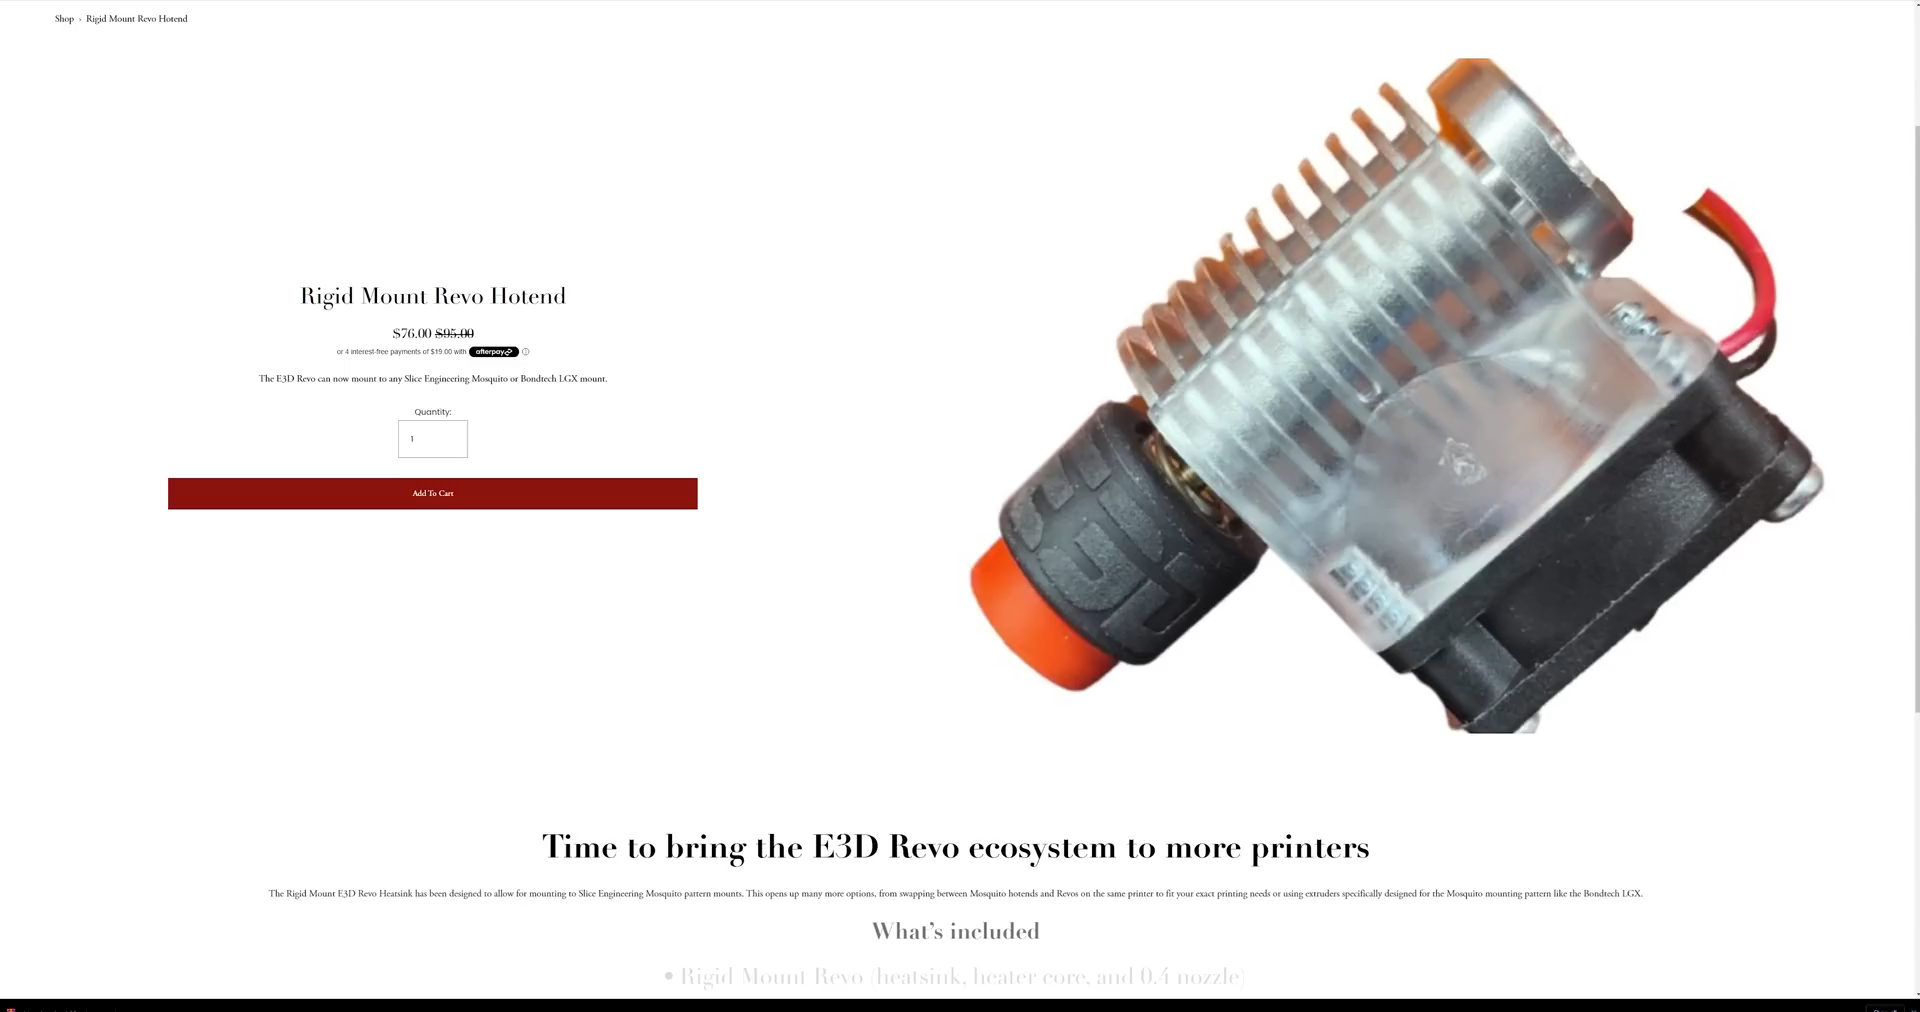 Shop › Rigid Mount Revo Hotend
Rigid Mount Revo Hotend
$76.00 $95.00
or 4 interest-free payments of $19.00 with afterpay ⓘ
The E3D Revo can now mount to any Slice Engineering Mosquito or Bondtech LGX mount.
Quantity:
1
Add To Cart
Time to bring the E3D Revo ecosystem to more printers
The Rigid Mount E3D Revo Heatsink has been designed to allow for mounting to Slice Engineering Mosquito pattern mounts. This opens up many more options, from swapping between Mosquito hotends and Revos on the same printer to fit your exact printing needs or using extruders specifically designed for the Mosquito mounting pattern like the Bondtech LGX.
What's included
• Rigid Mount Revo (heatsink, heater core, and 0.4 nozzle)